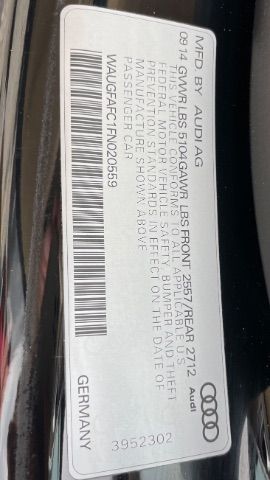 MFD BY AUDI AG
09.14 GVWR LBS 5104 GAWR LBS FRONT 2557/REAR 2712
THIS VEHICLE CONFORMS TO ALL APPLICABLE U.S.
FEDERAL MOTOR VEHICLE SAFETY, BUMPER, AND THEFT
PREVENTION STANDARDS IN EFFECT ON THE DATE OF
MANUFACTURE SHOWN ABOVE
PASSENGER CAR
WAUGFAFC1FN020559
GERMANY
3952302
Audi